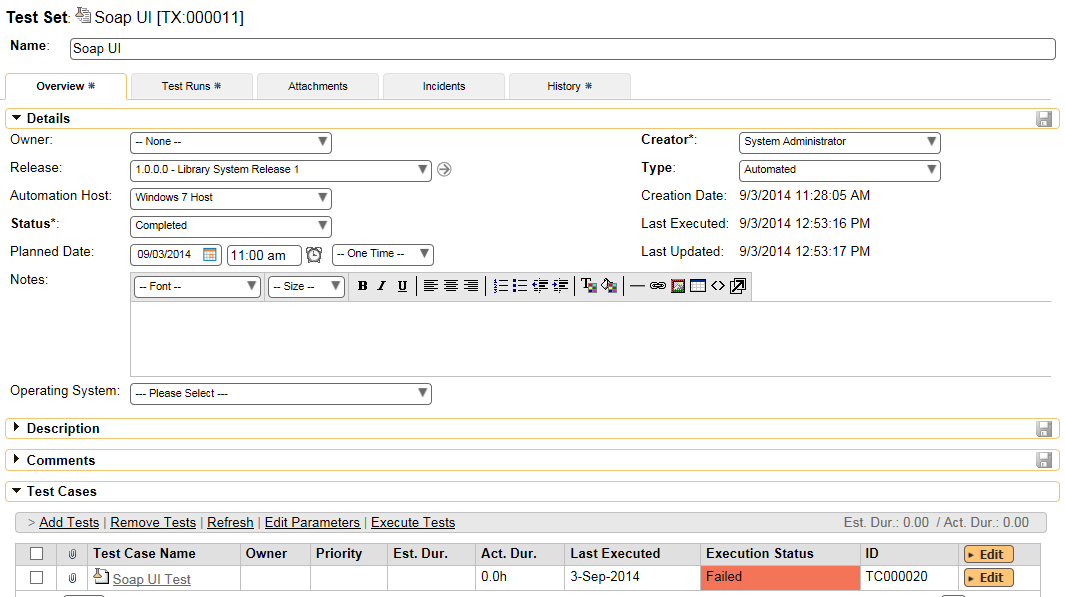 Test Set: Soap UI [TX:000011]
Name: Soap UI
Overview * Test Runs * Attachments Incidents History *
Details
Owner: -- None -- Creator*: System Administrator
Release: 1.0.0.0 - Library System Release 1 Type: Automated
Automation Host: Windows 7 Host Creation Date: 9/3/2014 11:28:05 AM
Status*: Completed Last Executed: 9/3/2014 12:53:16 PM
Planned Date: 09/03/2014 11:00 am -- One Time -- Last Updated: 9/3/2014 12:53:17 PM
Notes: -- Font -- -- Size -- B I U
Operating System: --- Please Select ---
Description
Comments
Test Cases
> Add Tests | Remove Tests | Refresh | Edit Parameters | Execute Tests Est. Dur.: 0.00 / Act. Dur.: 0.00
Test Case Name Owner Priority Est. Dur. Act. Dur. Last Executed Execution Status ID Edit
Soap UI Test 0.0h 3-Sep-2014 Failed TC000020 Edit